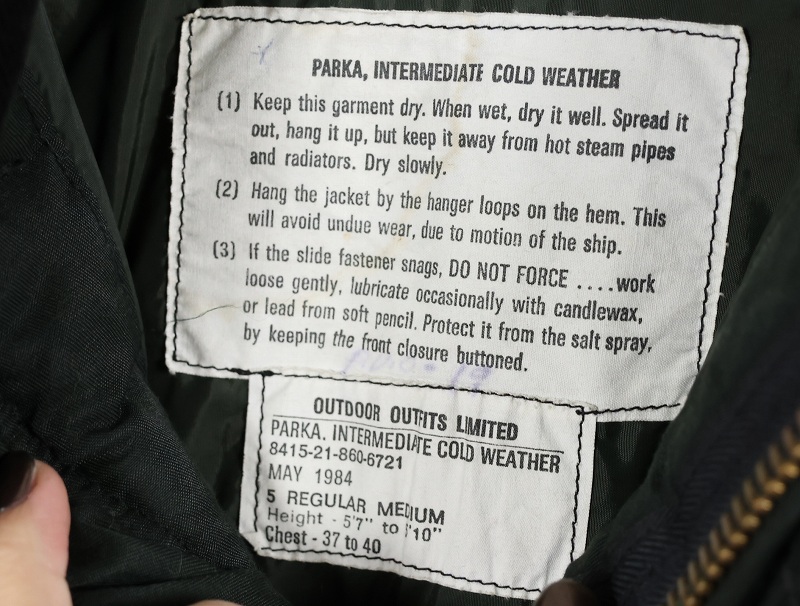 PARKA, INTERMEDIATE COLD WEATHER
(1) Keep this garment dry. When wet, dry it well. Spread it
out, hang it up, but keep it away from hot steam pipes
and radiators. Dry slowly.
(2) Hang the jacket by the hanger loops on the hem. This
will avoid undue wear, due to motion of the ship.
(3) If the slide fastener snags, DO NOT FORCE ....work
loose gently, lubricate occasionally with candlewax,
or lead from soft pencil. Protect it from the salt spray,
by keeping the front closure buttoned.
OUTDOOR OUTFITS LIMITED
PARKA. INTERMEDIATE COLD WEATHER
8415-21-860-6721
MAY 1984
5 REGULAR MEDIUM
Height - 5'7" to '10"
Chest - 37 to 40